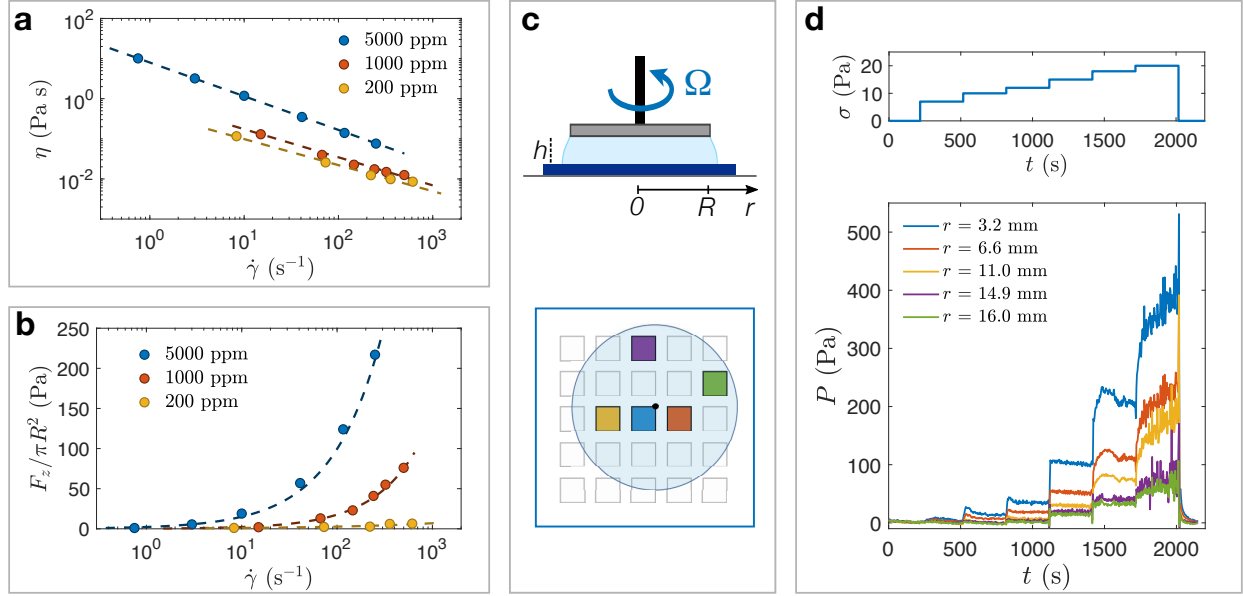 a
10^2
10^0
10^{-2}
η (Pa s)
5000 ppm
1000 ppm
200 ppm
10^0 10^1 10^2 10^3
γ̇ (s^{-1})
b
250
200
150
100
50
0
F_z/πR^2 (Pa)
5000 ppm
1000 ppm
200 ppm
10^0 10^1 10^2 10^3
γ̇ (s^{-1})
c
Ω
h
0 R r
d
20
10
0
σ (Pa)
0 500 1000 1500 2000
t (s)
500
400
300
200
100
0
P (Pa)
r = 3.2 mm
r = 6.6 mm
r = 11.0 mm
r = 14.9 mm
r = 16.0 mm
0 500 1000 1500 2000
t (s)